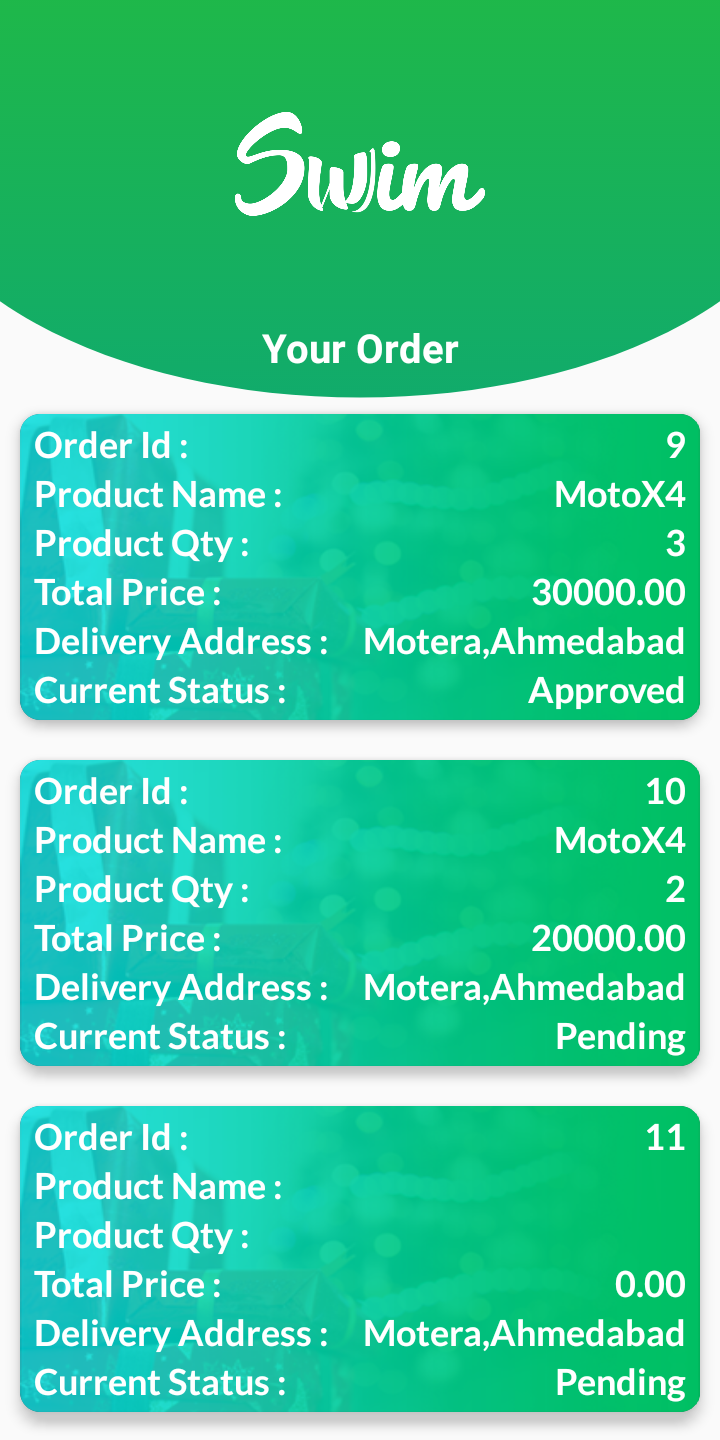 Swim
Your Order
Order Id : 9
Product Name : MotoX4
Product Qty : 3
Total Price : 30000.00
Delivery Address : Motera,Ahmedabad
Current Status : Approved
Order Id : 10
Product Name : MotoX4
Product Qty : 2
Total Price : 20000.00
Delivery Address : Motera,Ahmedabad
Current Status : Pending
Order Id : 11
Product Name :
Product Qty :
Total Price : 0.00
Delivery Address : Motera,Ahmedabad
Current Status : Pending